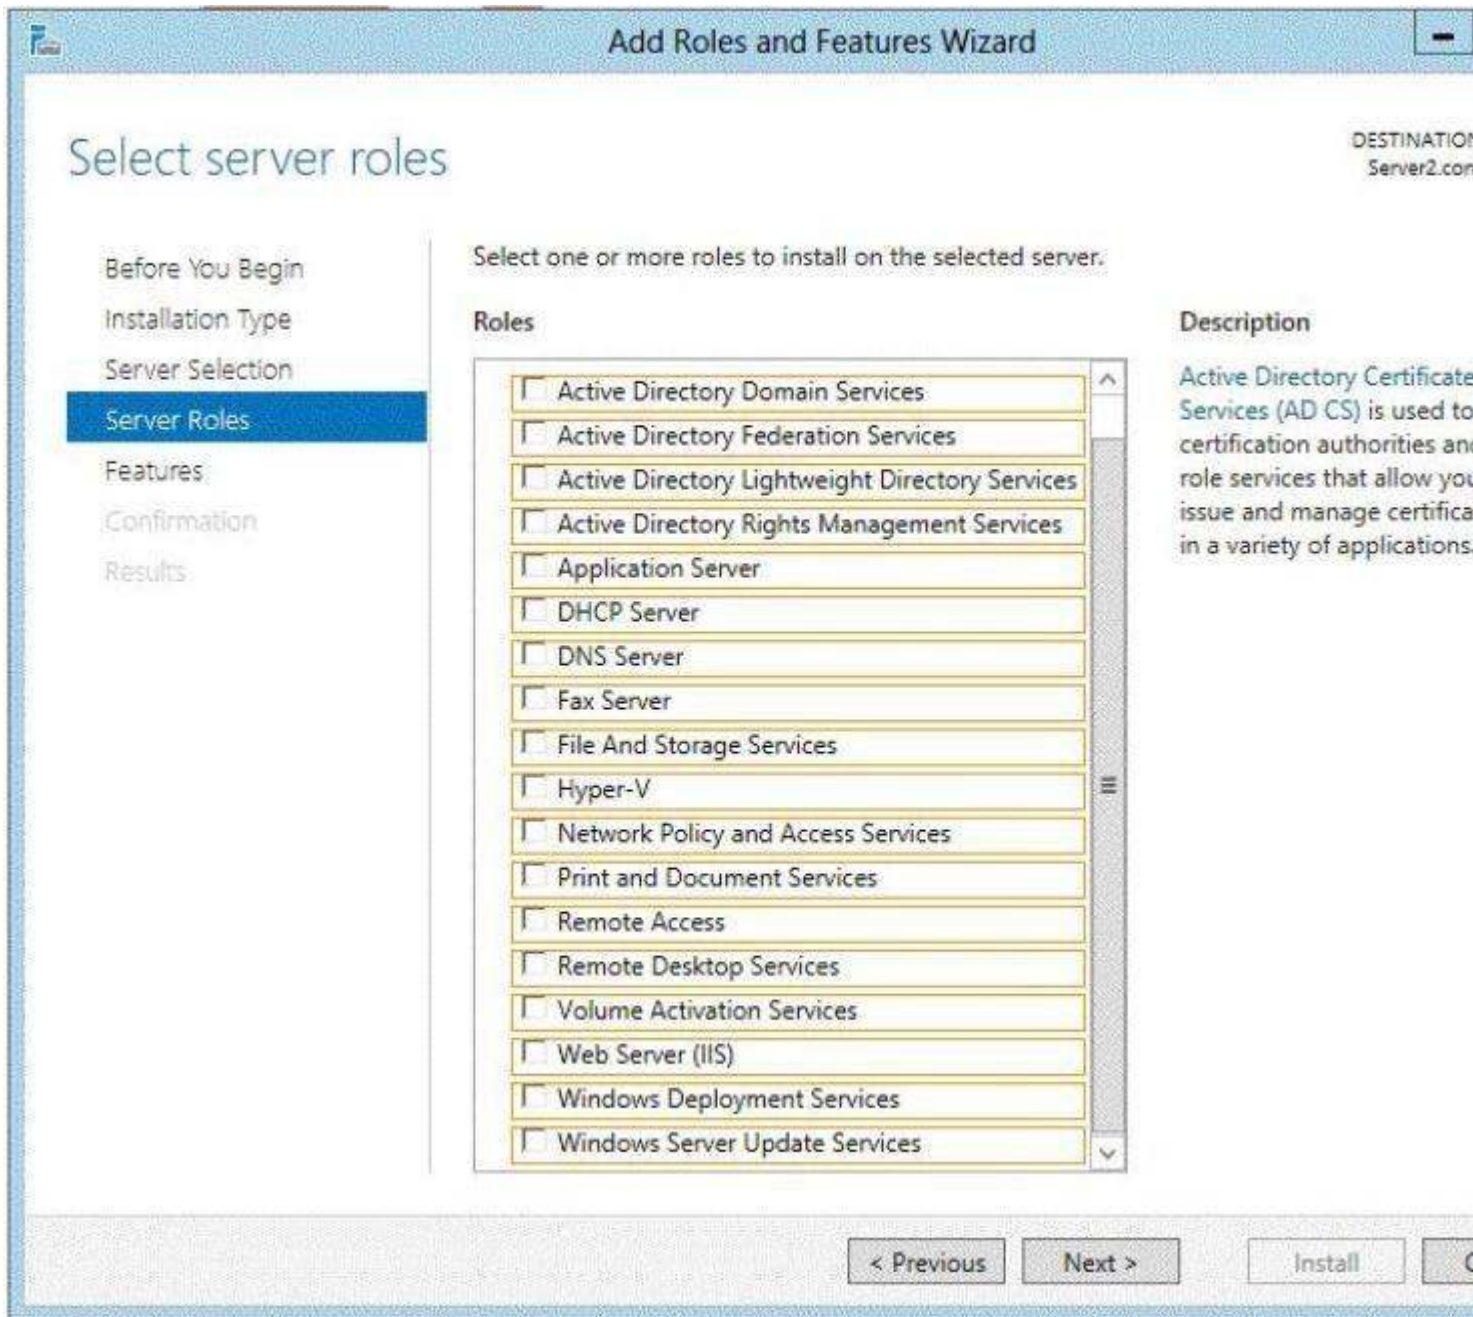 Add Roles and Features Wizard
Select server roles
DESTINATION
Server2.con
Before You Begin
Installation Type
Server Selection
Server Roles
Features
Confirmation
Results
Select one or more roles to install on the selected server.
Roles
Active Directory Domain Services
Active Directory Federation Services
Active Directory Lightweight Directory Services
Active Directory Rights Management Services
Application Server
DHCP Server
DNS Server
Fax Server
File And Storage Services
Hyper-V
Network Policy and Access Services
Print and Document Services
Remote Access
Remote Desktop Services
Volume Activation Services
Web Server (IIS)
Windows Deployment Services
Windows Server Update Services
Description
Active Directory Certificate
Services (AD CS) is used to
certification authorities and
role services that allow you
issue and manage certifica
in a variety of applications.
< Previous
Next >
Install